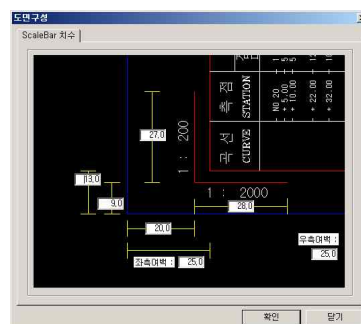 도면구성
ScaleBar 치수
측점
STATION
곡선
CURVE
NO 20
+ 5.00
+ 10.00
+ 22.00
+ 32.00
27,0
1 : 200
13,0
9,0
1 : 2000
28,0
20,0
우측여백 :
25,0
좌측여백 :
25,0
확인
닫기